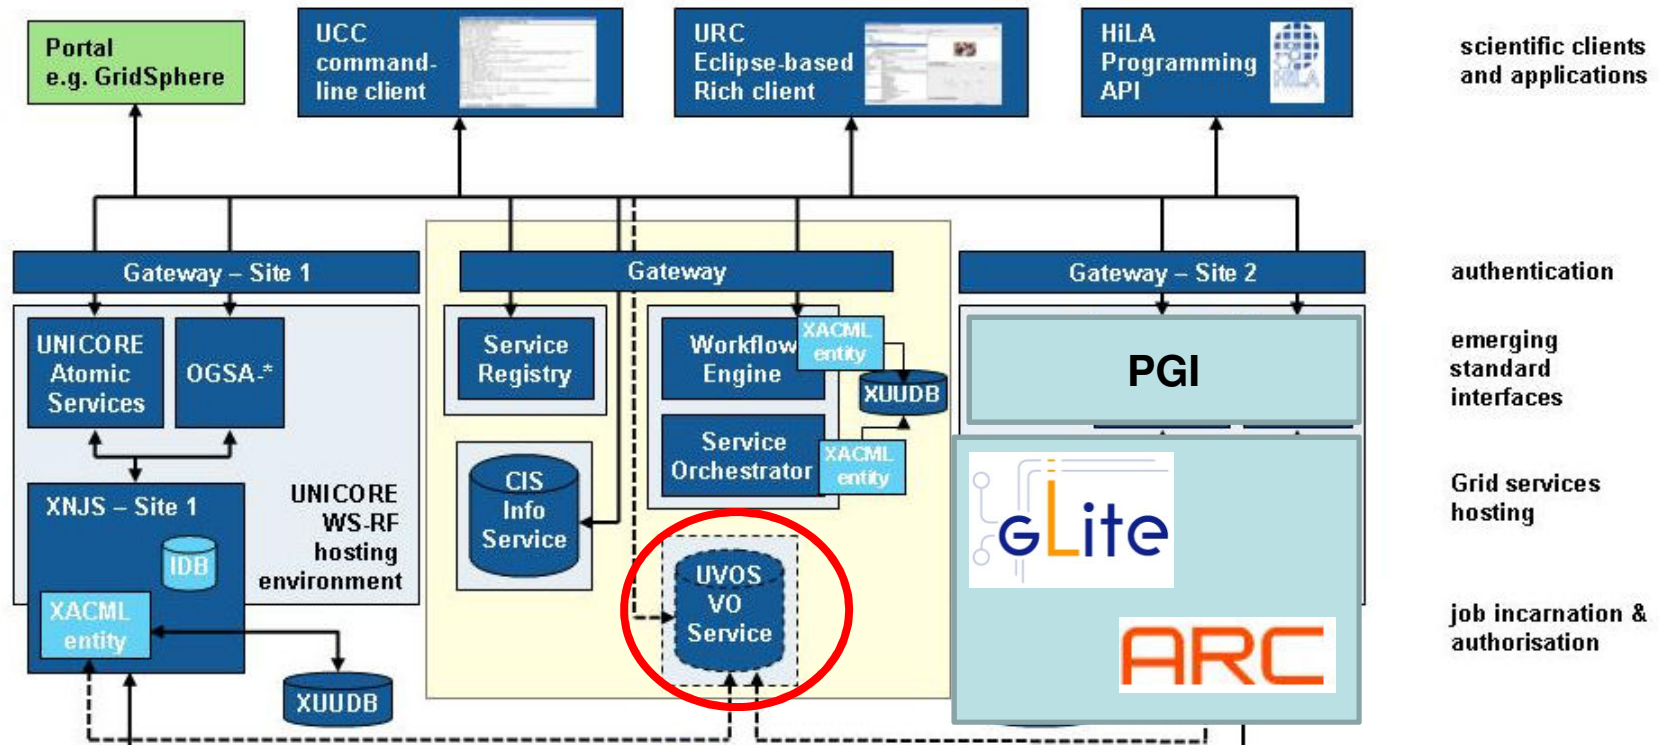 Portal
e.g. GridSphere
UCC
command-
line client
URC
Eclipse-based
Rich client
HiLA
Programming
API
HiLA
scientific clients
and applications
Gateway – Site 1
Gateway
Gateway – Site 2
authentication
UNICORE
Atomic
Services
OGSA-*
Service
Registry
Workflow
Engine
XACML
entity
XUUDB
PGI
emerging
standard
interfaces
Service
Orchestrator
XACML
entity
CIS
Info
Service
XNJS – Site 1
IDB
UNICORE
WS-RF
hosting
environment
gLite
Grid services
hosting
UVOS
VO
Service
XACML
entity
ARC
job incarnation &
authorisation
XUUDB